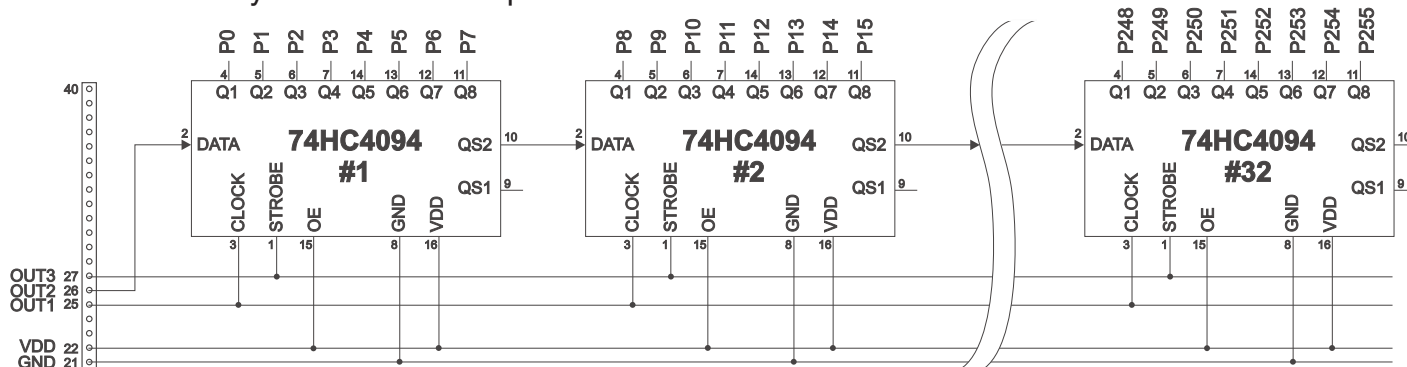 P0 P1 P2 P3 P4 P5 P6 P7 P8 P9 P10 P11 P12 P13 P14 P15 P248 P249 P250 P251 P252 P253 P254 P255
4 5 6 7 14 13 12 11 4 5 6 7 14 13 12 11 4 5 6 7 14 13 12 11
40 Q1 Q2 Q3 Q4 Q5 Q6 Q7 Q8 Q1 Q2 Q3 Q4 Q5 Q6 Q7 Q8 Q1 Q2 Q3 Q4 Q5 Q6 Q7 Q8
2 DATA 74HC4094 QS2 10 2 DATA 74HC4094 QS2 10 2 DATA 74HC4094 QS2 10
#1 QS1 9 #2 QS1 9 #32 QS1 9
CLOCK STROBE OE GND VDD CLOCK STROBE OE GND VDD CLOCK STROBE OE GND VDD
3 1 15 8 16 3 1 15 8 16 3 1 15 8 16
OUT3 27
OUT2 26
OUT1 25
VDD 22
GND 21